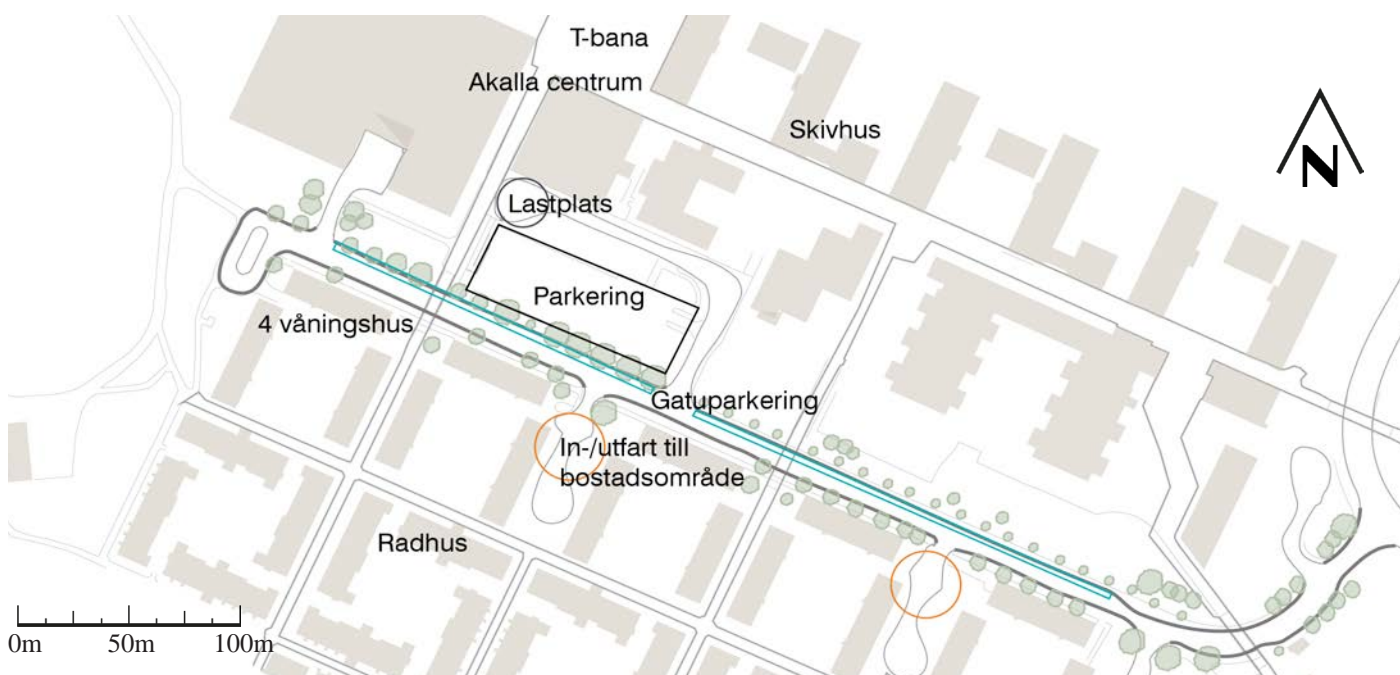 T-bana
Akalla centrum
Skivhus
N
Lastplats
Parkering
4 våningshus
Gatuparkering
In-/utfart till
bostadsområde
Radhus
0m 50m 100m